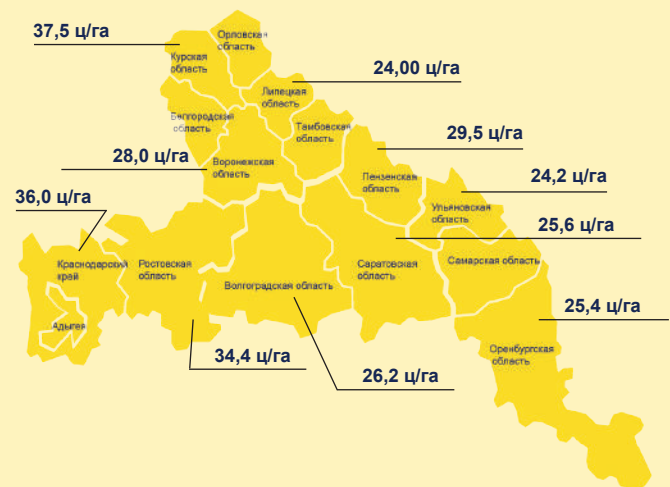 37,5 ц/га
Орловская
область
Курская
область
24,00 ц/га
Липецкая
область
Белгородская
область
Тамбовская
область
29,5 ц/га
28,0 ц/га
Воронежская
область
Пензенская
область
24,2 ц/га
36,0 ц/га
Ульяновская
область
25,6 ц/га
Краснодарский
край
Ростовская
область
Волгоградская область
Саратовская
область
Самарская область
25,4 ц/га
Адыгея
34,4 ц/га
26,2 ц/га
Оренбургская
область